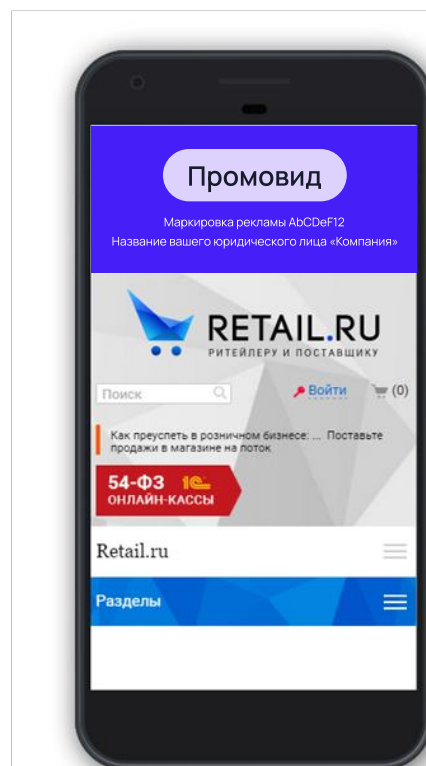 Промовид
Маркировка рекламы AbCDeF12
Название вашего юридического лица «Компания»
RETAIL.RU
РИТЕЙЛЕРУ И ПОСТАВЩИКУ
Поиск
Войти
(0)
Как преуспеть в розничном бизнесе: ... Поставьте
продажи в магазине на поток
54-ФЗ 1С
ОНЛАЙН-КАССЫ
Retail.ru
Разделы